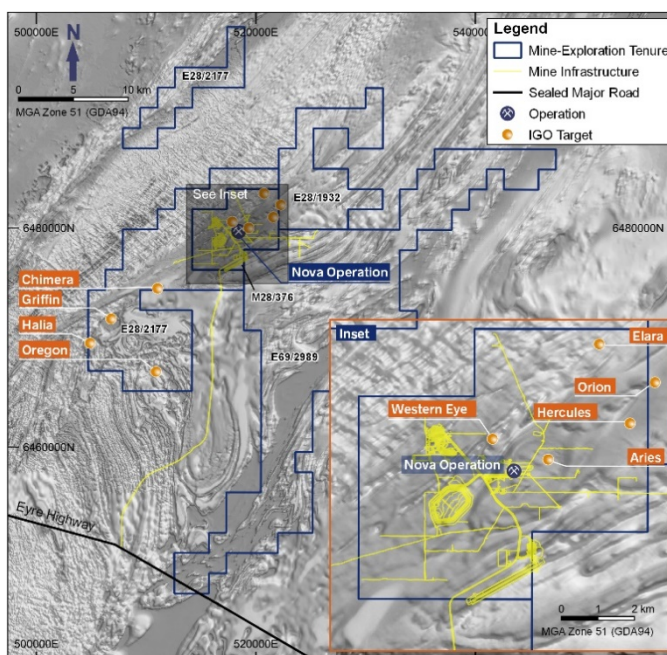 500000E
520000E
540000E
N
0 5 10 km
MGA Zone 51 (GDA94)
E28/2177
Legend
Mine-Exploration Tenure
Mine Infrastructure
Sealed Major Road
Operation
IGO Target
See Inset
E28/1932
6480000N
6480000N
Nova Operation
Chimera
M28/376
Griffin
Halia
E28/2177
Oregon
E69/2989
Inset
Elara
Orion
Western Eye
Hercules
Nova Operation
Aries
6460000N
Eyre Highway
0 1 2 km
MGA Zone 51 (GDA94)
500000E
520000E